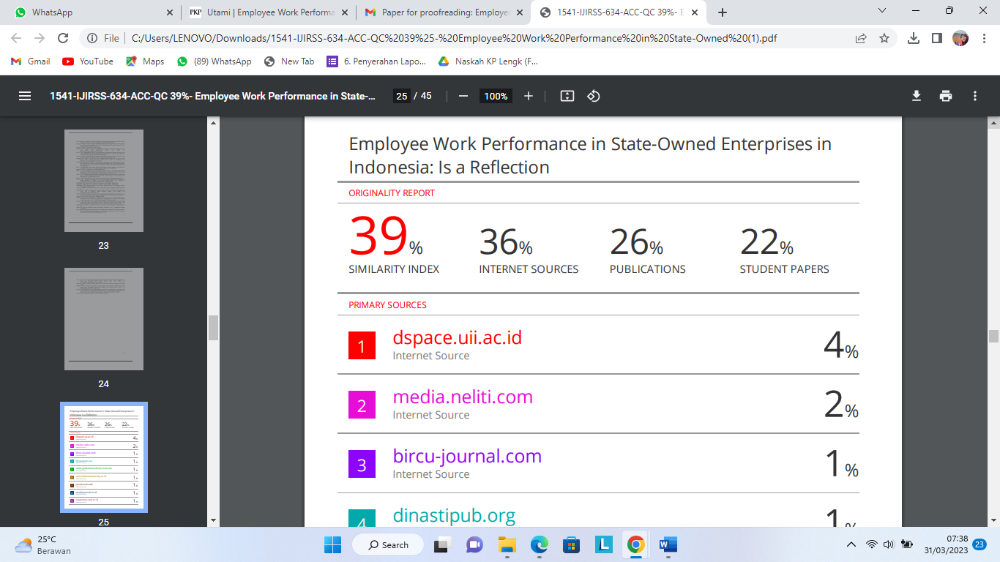 WhatsApp
PKP Utami | Employee Work Performa
Paper for proofreading: Employe
1541-IJIRSS-634-ACC-QC 39%- E
File
C:/Users/LENOVO/Downloads/1541-IJIRSS-634-ACC-QC%2039%25-%20Employee%20Work%20Performance%20in%20State-Owned%20(1).pdf
Gmail
YouTube
Maps
(89) WhatsApp
New Tab
6. Penyerahan Lapo...
Naskah KP Lengk (F...
1541-IJIRSS-634-ACC-QC 39%- Employee Work Performance in State-...
25 / 45
100%
23
24
25
Employee Work Performance in State-Owned Enterprises in
Indonesia: Is a Reflection
ORIGINALITY REPORT
39% 36% 26% 22%
SIMILARITY INDEX INTERNET SOURCES PUBLICATIONS STUDENT PAPERS
PRIMARY SOURCES
1 dspace.uii.ac.id 4%
Internet Source
2 media.neliti.com 2%
Internet Source
3 bircu-journal.com 1%
Internet Source
4 dinastipub.org 1%
25°C
Berawan
Search
07:38
31/03/2023
23